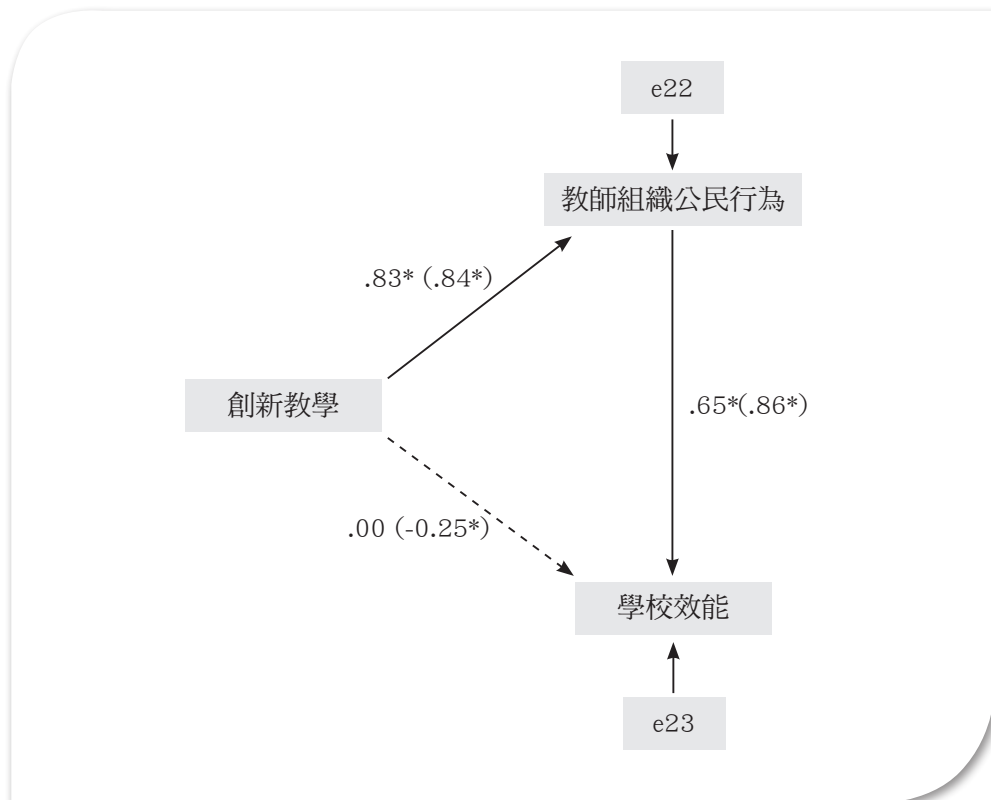 e22
教師組織公民行為
.83* (.84*)
創新教學
.65*(.86*)
.00 (-0.25*)
學校效能
e23